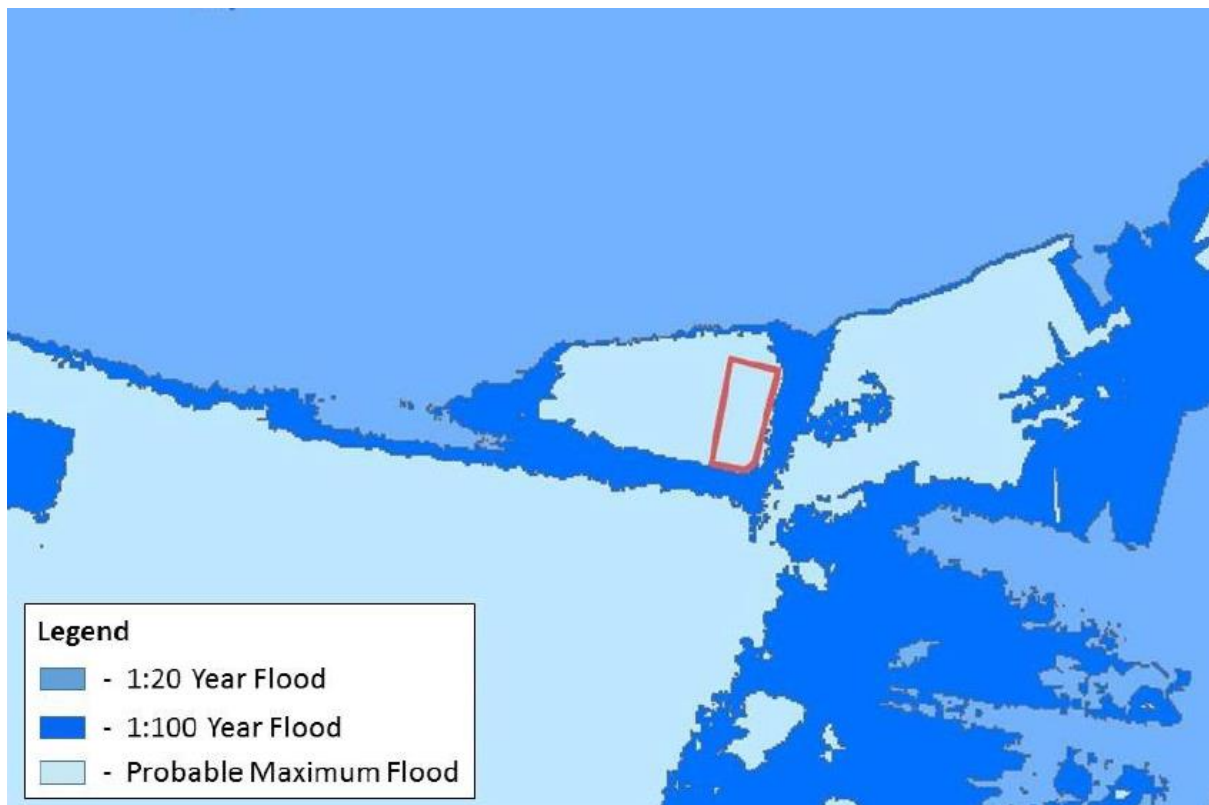 Legend
- 1:20 Year Flood
- 1:100 Year Flood
- Probable Maximum Flood